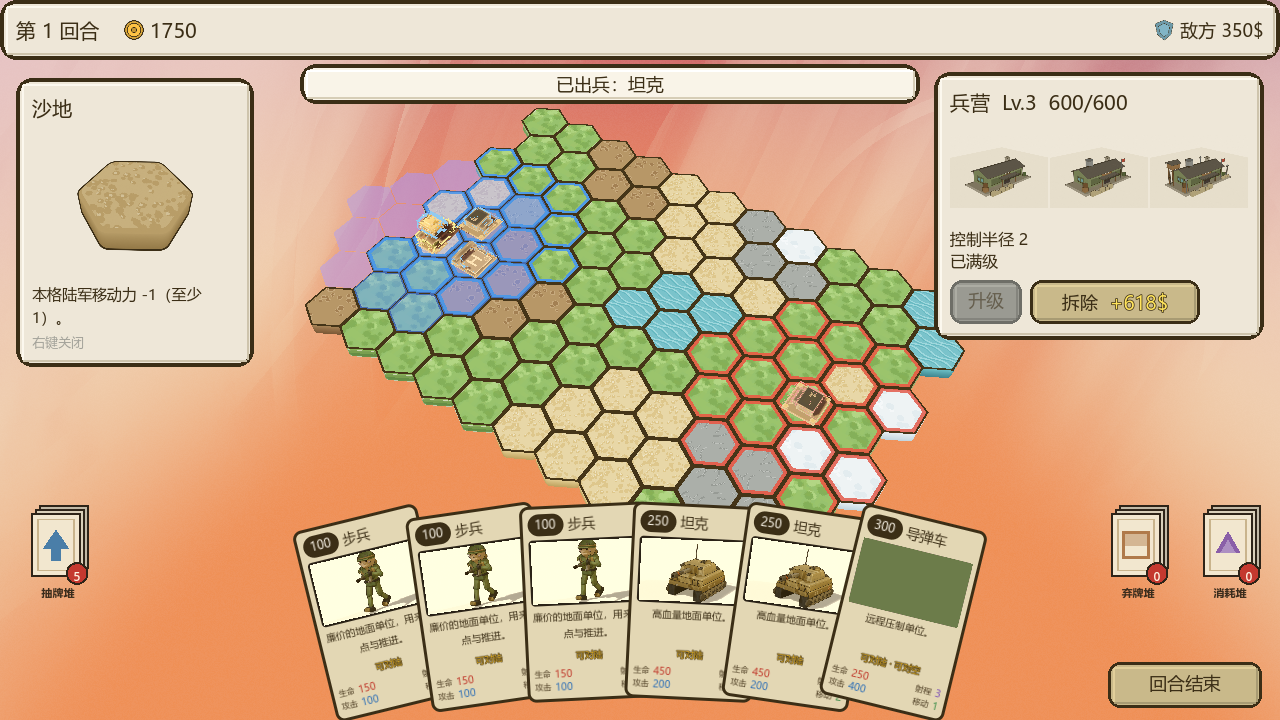 第 1 回合
1750
敌方 350$
已出兵：坦克
沙地
本格陆军移动力 -1（至少
1）。
右键关闭
兵营 Lv.3 600/600
控制半径 2
已满级
升级
拆除 +618$
抽牌堆
5
100 步兵
廉价的地面单位，用来
点与推进。
生命 150
攻击 100
100 步兵
廉价的地面单位，用来
点与推进。
生命 150
攻击 100
100 步兵
廉价的地面单位，用来
点与推进。
生命 150
攻击 100
250 坦克
高血量地面单位。
生命 450
攻击 200
250 坦克
高血量地面单位。
生命 450
攻击 200
300 导弹车
远程压制单位。
生命 250
攻击 400
射程 3
移动 1
0
弃牌堆
0
消耗堆
回合结束